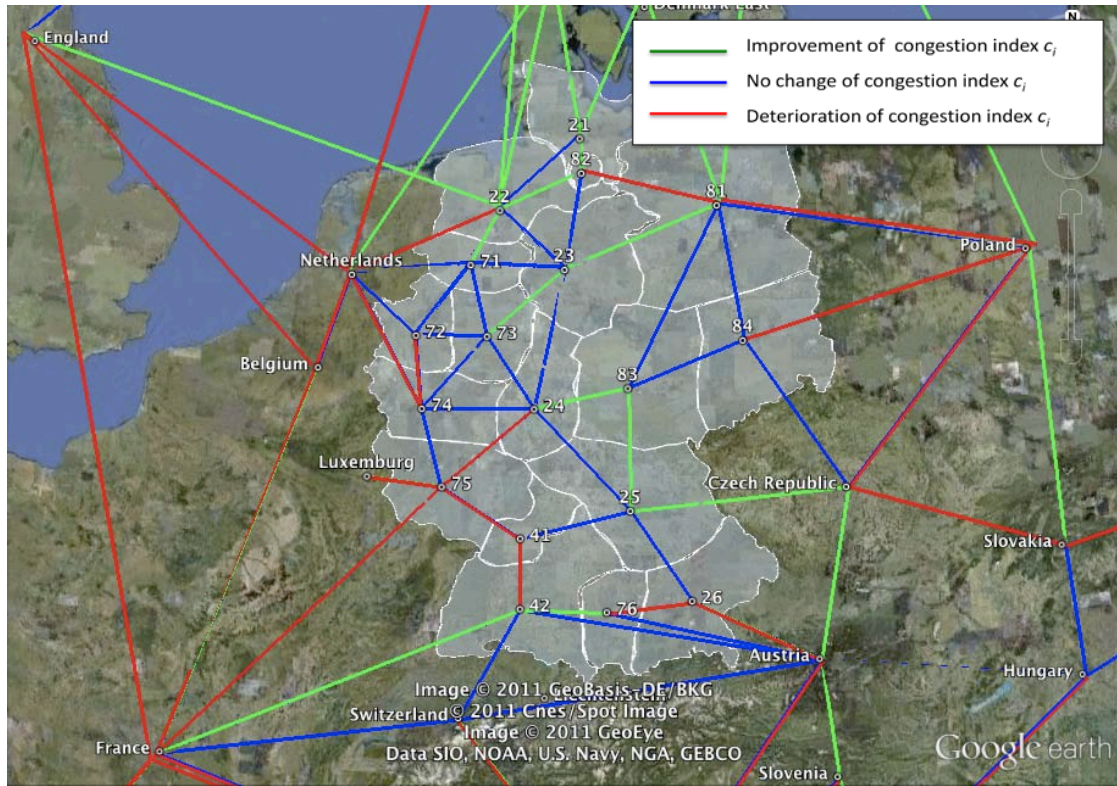 Denmark East
N
England
Improvement of congestion index ci
No change of congestion index ci
Deterioration of congestion index ci
21
82
22
81
Netherlands
71
23
Poland
72
73
84
Belgium
83
74
24
Luxemburg
75
Czech Republic
25
41
Slovakia
42
76
26
Austria
Hungary
Image © 2011 GeoBasis-DE/BKG
Switzerland
© 2011 Cnes/Spot Image
Image © 2011 GeoEye
France
Data SIO, NOAA, U.S. Navy, NGA, GEBCO
Google earth
Slovenia